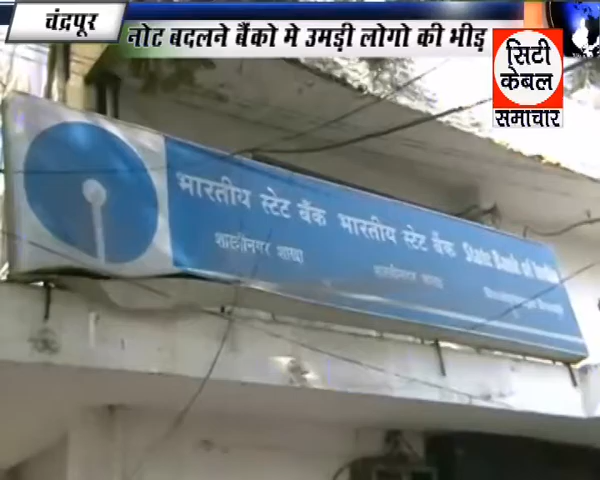 चंद्रपूर
नोट बदलने बैंको मे उमड़ी लोगो की भीड़
सिटी
केबल
समाचार
भारतीय स्टेट बैंक भारतीय स्टेट बँक State Bank of India
शाखा